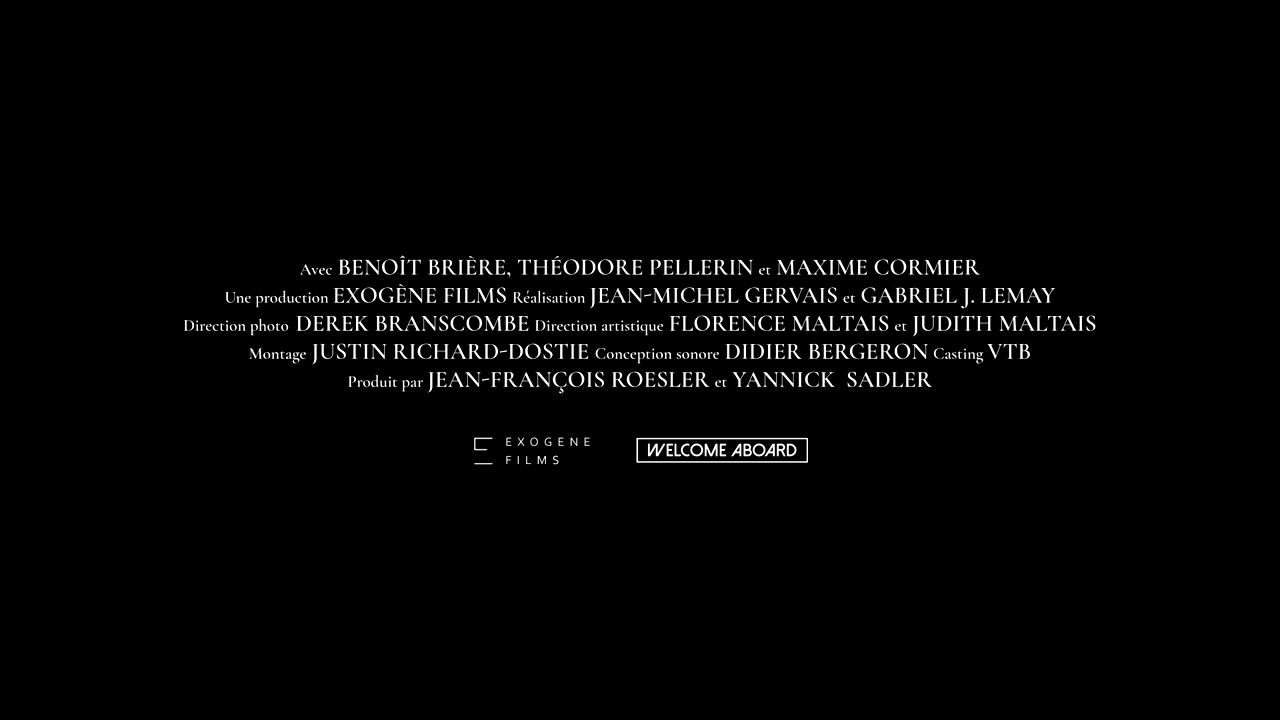 Avec BENOÎT BRIÈRE, THÉODORE PELLERIN et MAXIME CORMIER
Une production EXOGÈNE FILMS Réalisation JEAN-MICHEL GERVAIS et GABRIEL J. LEMAY
Direction photo DEREK BRANSCOMBE Direction artistique FLORENCE MALTAIS et JUDITH MALTAIS
Montage JUSTIN RICHARD-DOSTIE Conception sonore DIDIER BERGERON Casting VTB
Produit par JEAN-FRANÇOIS ROESLER et YANNICK SADLER
EXOGENE
FILMS
WELCOME ABOARD